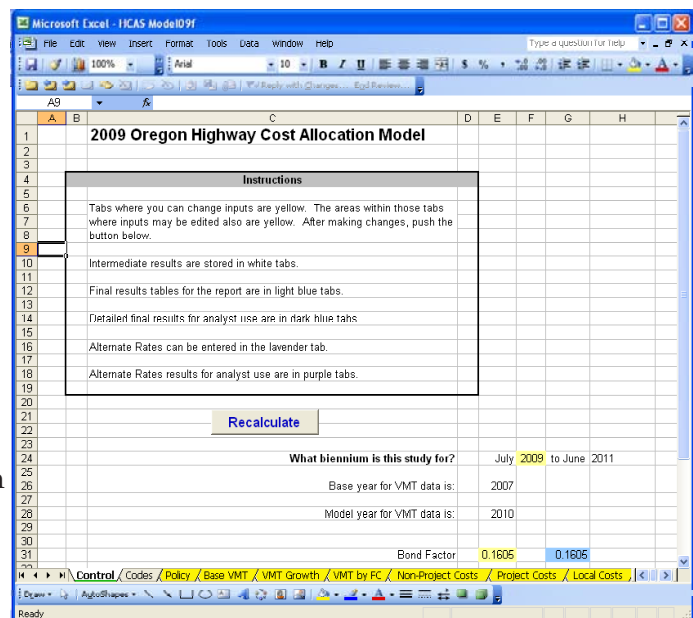 Microsoft Excel - HCAS Model09f
File Edit View Insert Format Tools Data Window Help Type a question for help
100% Arial 10 B I U $ % ,
Reply with Changes... End Review...
A9 fx
A B C D E F G H
1 2009 Oregon Highway Cost Allocation Model
2
3
4 Instructions
5
6 Tabs where you can change inputs are yellow. The areas within those tabs
7 where inputs may be edited also are yellow. After making changes, push the
8 button below.
9
10 Intermediate results are stored in white tabs.
11
12 Final results tables for the report are in light blue tabs.
13
14 Detailed final results for analyst use are in dark blue tabs
15
16 Alternate Rates can be entered in the lavender tab.
17
18 Alternate Rates results for analyst use are in purple tabs.
19
20
21 Recalculate
22
23
24 What biennium is this study for? July 2009 to June 2011
25
26 Base year for VMT data is: 2007
27
28 Model year for VMT data is: 2010
29
30
31 Bond Factor 0.1605 0.1605
Control Codes Policy Base VMT VMT Growth VMT by FC Non-Project Costs Project Costs Local Costs
Draw AutoShapes
Ready